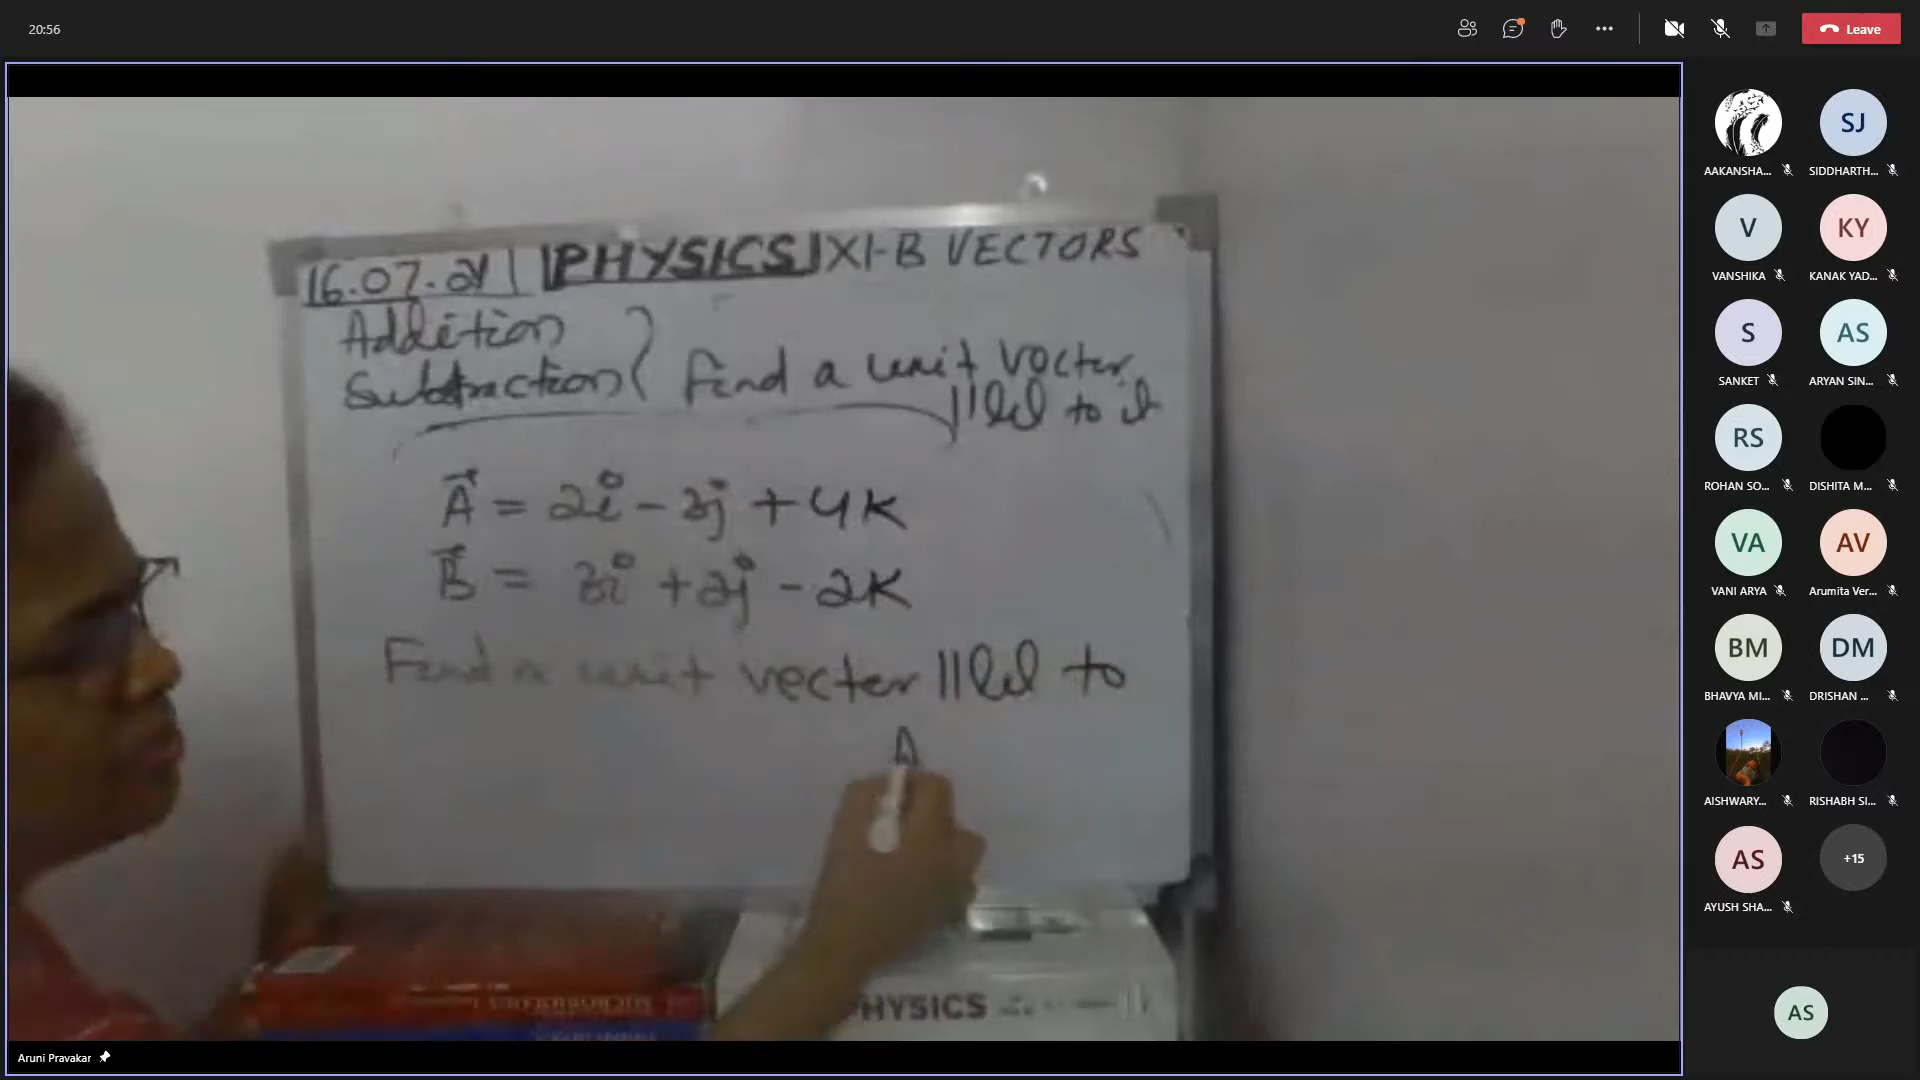 20:56
Leave
16.07.21 PHYSICS XI-B VECTORS
Addition
Subtraction } Find a unit vector
||lel to it
A⃗ = 2i - 3j + 4K
B⃗ = 3i + 2j - 2K
Find a unit vector ||lel to
A
PHYSICS
Aruni Pravakar
AAKANSHA...
SJ
SIDDHARTH...
V
VANSHIKA
KY
KANAK YAD...
S
SANKET
AS
ARYAN SIN...
RS
ROHAN SO...
DISHITA M...
VA
VANI ARYA
AV
Arumita Ver...
BM
BHAVYA MI...
DM
DRISHAN ...
AISHWARY...
RISHABH SI...
AS
AYUSH SHA...
+15
AS